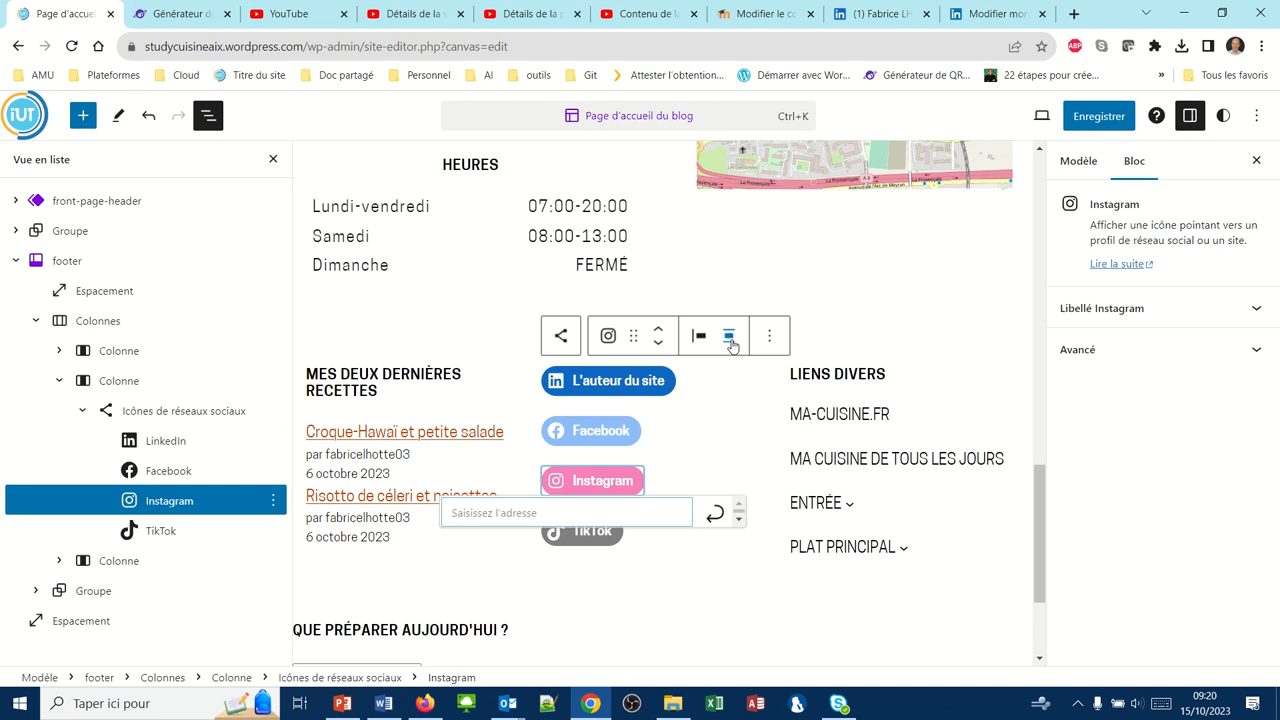 Page d'accueil du
Générateur de
YouTube
Détails de la
Détails de la p
Contenu de la
Modifier le co
(1) Fabrice LH
Modifier mon
studycuisineaix.wordpress.com/wp-admin/site-editor.php?canvas=edit
AMU
Plateformes
Cloud
Titre du site
Doc partagé
Personnel
AI
outils
Git
Attester l'obtention...
Démarrer avec Wor...
Générateur de QR...
22 étapes pour crée...
»
Tous les favoris
iUT
Page d'accueil du blog
Ctrl+K
Enregistrer
Vue en liste
front-page-header
Groupe
footer
Espacement
Colonnes
Colonne
Colonne
Icônes de réseaux sociaux
LinkedIn
Facebook
Instagram
TikTok
Colonne
Groupe
Espacement
HEURES
Lundi-vendredi 07:00-20:00
Samedi 08:00-13:00
Dimanche FERMÉ
MES DEUX DERNIÈRES
RECETTES
Croque-Hawaï et petite salade
par fabricelhotte03
6 octobre 2023
Risotto de céleri et noisettes
par fabricelhotte03
6 octobre 2023
L'auteur du site
Facebook
Instagram
Saisissez l'adresse
TikTok
LIENS DIVERS
MA-CUISINE.FR
MA CUISINE DE TOUS LES JOURS
ENTRÉE
PLAT PRINCIPAL
QUE PRÉPARER AUJOURD'HUI ?
Modèle
Bloc
Instagram
Afficher une icône pointant vers un
profil de réseau social ou un site.
Lire la suite
Libellé Instagram
Avancé
Modèle > footer > Colonnes > Colonne > Icônes de réseaux sociaux > Instagram
Taper ici pour
09:20
15/10/2023